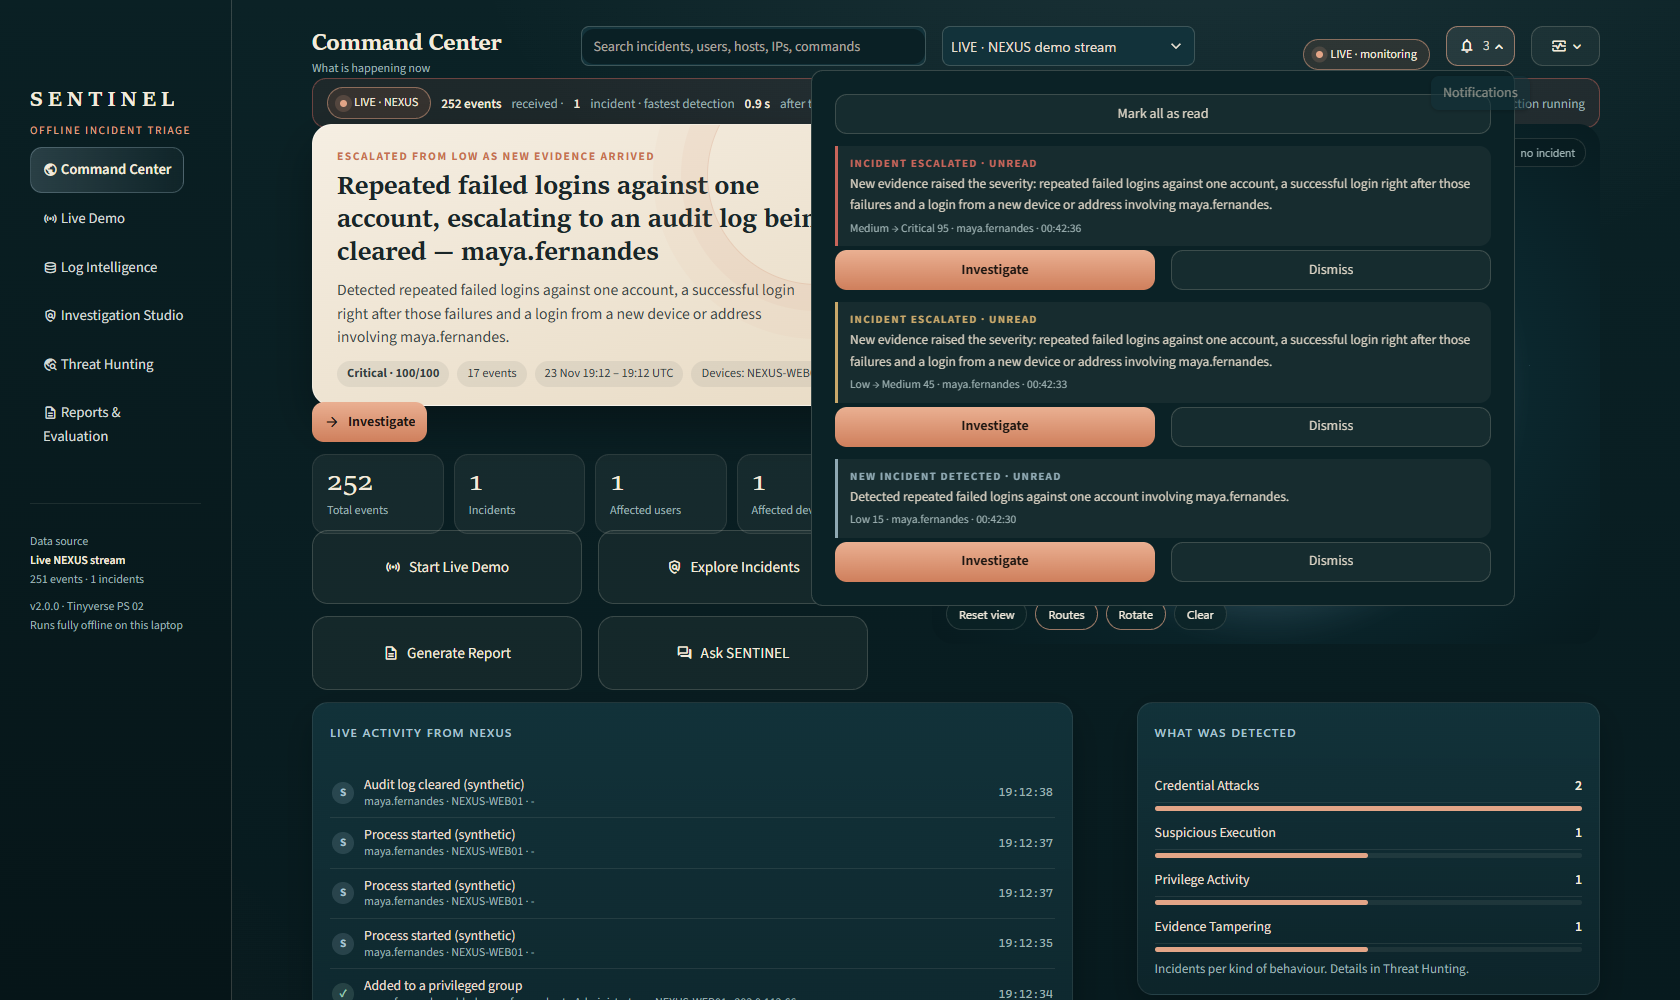 SENTINEL
OFFLINE INCIDENT TRIAGE
Command Center
Live Demo
Log Intelligence
Investigation Studio
Threat Hunting
Reports &
Evaluation
Data source
Live NEXUS stream
251 events · 1 incidents
v2.0.0 · Tinyverse PS 02
Runs fully offline on this laptop
Command Center
What is happening now
Search incidents, users, hosts, IPs, commands
LIVE · NEXUS demo stream
LIVE · monitoring
3
LIVE · NEXUS
252 events received · 1 incident · fastest detection 0.9 s after
running
Notifications
no incident
ESCALATED FROM LOW AS NEW EVIDENCE ARRIVED
Repeated failed logins against one
account, escalating to an audit log
cleared — maya.fernandes
Detected repeated failed logins against one account, a successful login
right after those failures and a login from a new device or address
involving maya.fernandes.
Critical · 100/100
17 events
23 Nov 19:12 – 19:12 UTC
Devices:
Investigate
252
Total events
1
Incidents
1
Affected users
1
Affected
Start Live Demo
Explore Incidents
Generate Report
Ask SENTINEL
Mark all as read
INCIDENT ESCALATED · UNREAD
New evidence raised the severity: repeated failed logins against one account, a successful login right after those
failures and a login from a new device or address involving maya.fernandes.
Medium → Critical 95 · maya.fernandes · 00:42:36
Investigate
Dismiss
INCIDENT ESCALATED · UNREAD
New evidence raised the severity: repeated failed logins against one account, a successful login right after those
failures and a login from a new device or address involving maya.fernandes.
Low → Medium 45 · maya.fernandes · 00:42:33
Investigate
Dismiss
NEW INCIDENT DETECTED · UNREAD
Detected repeated failed logins against one account involving maya.fernandes.
Low 15 · maya.fernandes · 00:42:30
Investigate
Dismiss
Reset view
Routes
Rotate
Clear
LIVE ACTIVITY FROM NEXUS
S
Audit log cleared (synthetic)
maya.fernandes · NEXUS-WEB01 · -
19:12:38
S
Process started (synthetic)
maya.fernandes · NEXUS-WEB01 · -
19:12:37
S
Process started (synthetic)
maya.fernandes · NEXUS-WEB01 · -
19:12:37
S
Process started (synthetic)
maya.fernandes · NEXUS-WEB01 · -
19:12:35
Added to a privileged group
19:12:34
WHAT WAS DETECTED
Credential Attacks
2
Suspicious Execution
1
Privilege Activity
1
Evidence Tampering
1
Incidents per kind of behaviour. Details in Threat Hunting.